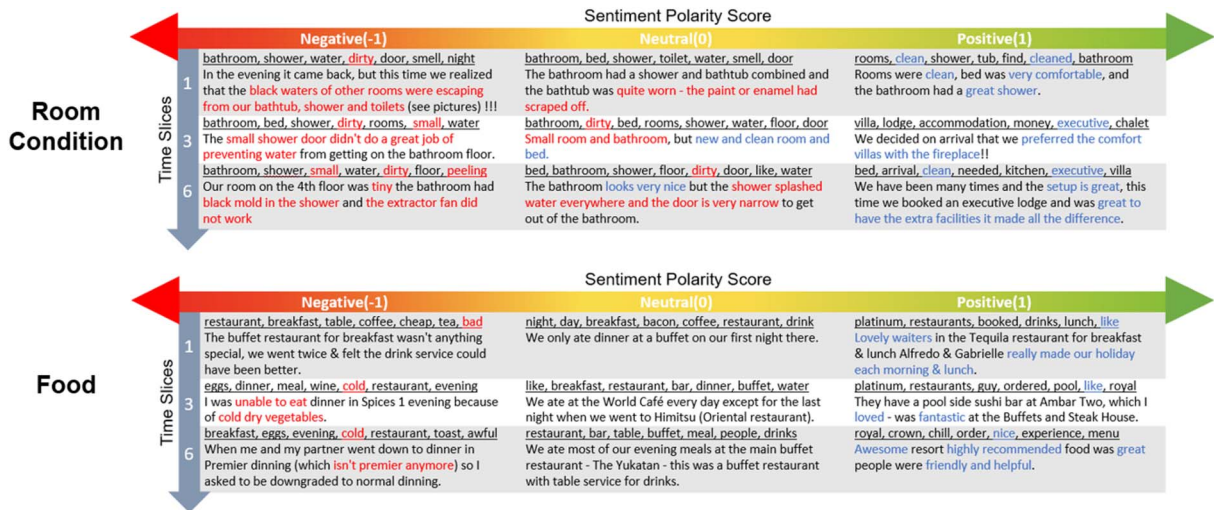 Sentiment Polarity Score
Negative(-1) Neutral(0) Positive(1)
Room
Condition
Time Slices
1
bathroom, shower, water, dirty, door, smell, night
In the evening it came back, but this time we realized
that the black waters of other rooms were escaping
from our bathtub, shower and toilets (see pictures) !!!
bathroom, bed, shower, toilet, water, smell, door
The bathroom had a shower and bathtub combined and
the bathtub was quite worn - the paint or enamel had
scraped off.
rooms, clean, shower, tub, find, cleaned, bathroom
Rooms were clean, bed was very comfortable, and
the bathroom had a great shower.
3
bathroom, bed, shower, dirty, rooms, small, water
The small shower door didn't do a great job of
preventing water from getting on the bathroom floor.
bathroom, dirty, bed, rooms, shower, water, floor, door
Small room and bathroom, but new and clean room and
bed.
villa, lodge, accommodation, money, executive, chalet
We decided on arrival that we preferred the comfort
villas with the fireplace!!
6
bathroom, shower, small, water, dirty, floor, peeling
Our room on the 4th floor was tiny the bathroom had
black mold in the shower and the extractor fan did
not work
bed, bathroom, shower, floor, dirty, door, like, water
The bathroom looks very nice but the shower splashed
water everywhere and the door is very narrow to get
out of the bathroom.
bed, arrival, clean, needed, kitchen, executive, villa
We have been many times and the setup is great, this
time we booked an executive lodge and was great to
have the extra facilities it made all the difference.
Sentiment Polarity Score
Negative(-1) Neutral(0) Positive(1)
Food
Time Slices
1
restaurant, breakfast, table, coffee, cheap, tea, bad
The buffet restaurant for breakfast wasn't anything
special, we went twice & felt the drink service could
have been better.
night, day, breakfast, bacon, coffee, restaurant, drink
We only ate dinner at a buffet on our first night there.
platinum, restaurants, booked, drinks, lunch, like
Lovely waiters in the Tequila restaurant for breakfast
& lunch Alfredo & Gabrielle really made our holiday
each morning & lunch.
3
eggs, dinner, meal, wine, cold, restaurant, evening
I was unable to eat dinner in Spices 1 evening because
of cold dry vegetables.
like, breakfast, restaurant, bar, dinner, buffet, water
We ate at the World Café every day except for the last
night when we went to Himitsu (Oriental restaurant).
platinum, restaurants, guy, ordered, pool, like, royal
They have a pool side sushi bar at Ambar Two, which I
loved - was fantastic at the Buffets and Steak House.
6
breakfast, eggs, evening, cold, restaurant, toast, awful
When me and my partner went down to dinner in
Premier dinning (which isn't premier anymore) so I
asked to be downgraded to normal dinning.
restaurant, bar, table, buffet, meal, people, drinks
We ate most of our evening meals at the main buffet
restaurant - The Yukatan - this was a buffet restaurant
with table service for drinks.
royal, crown, chill, order, nice, experience, menu
Awesome resort highly recommended food was great
people were friendly and helpful.